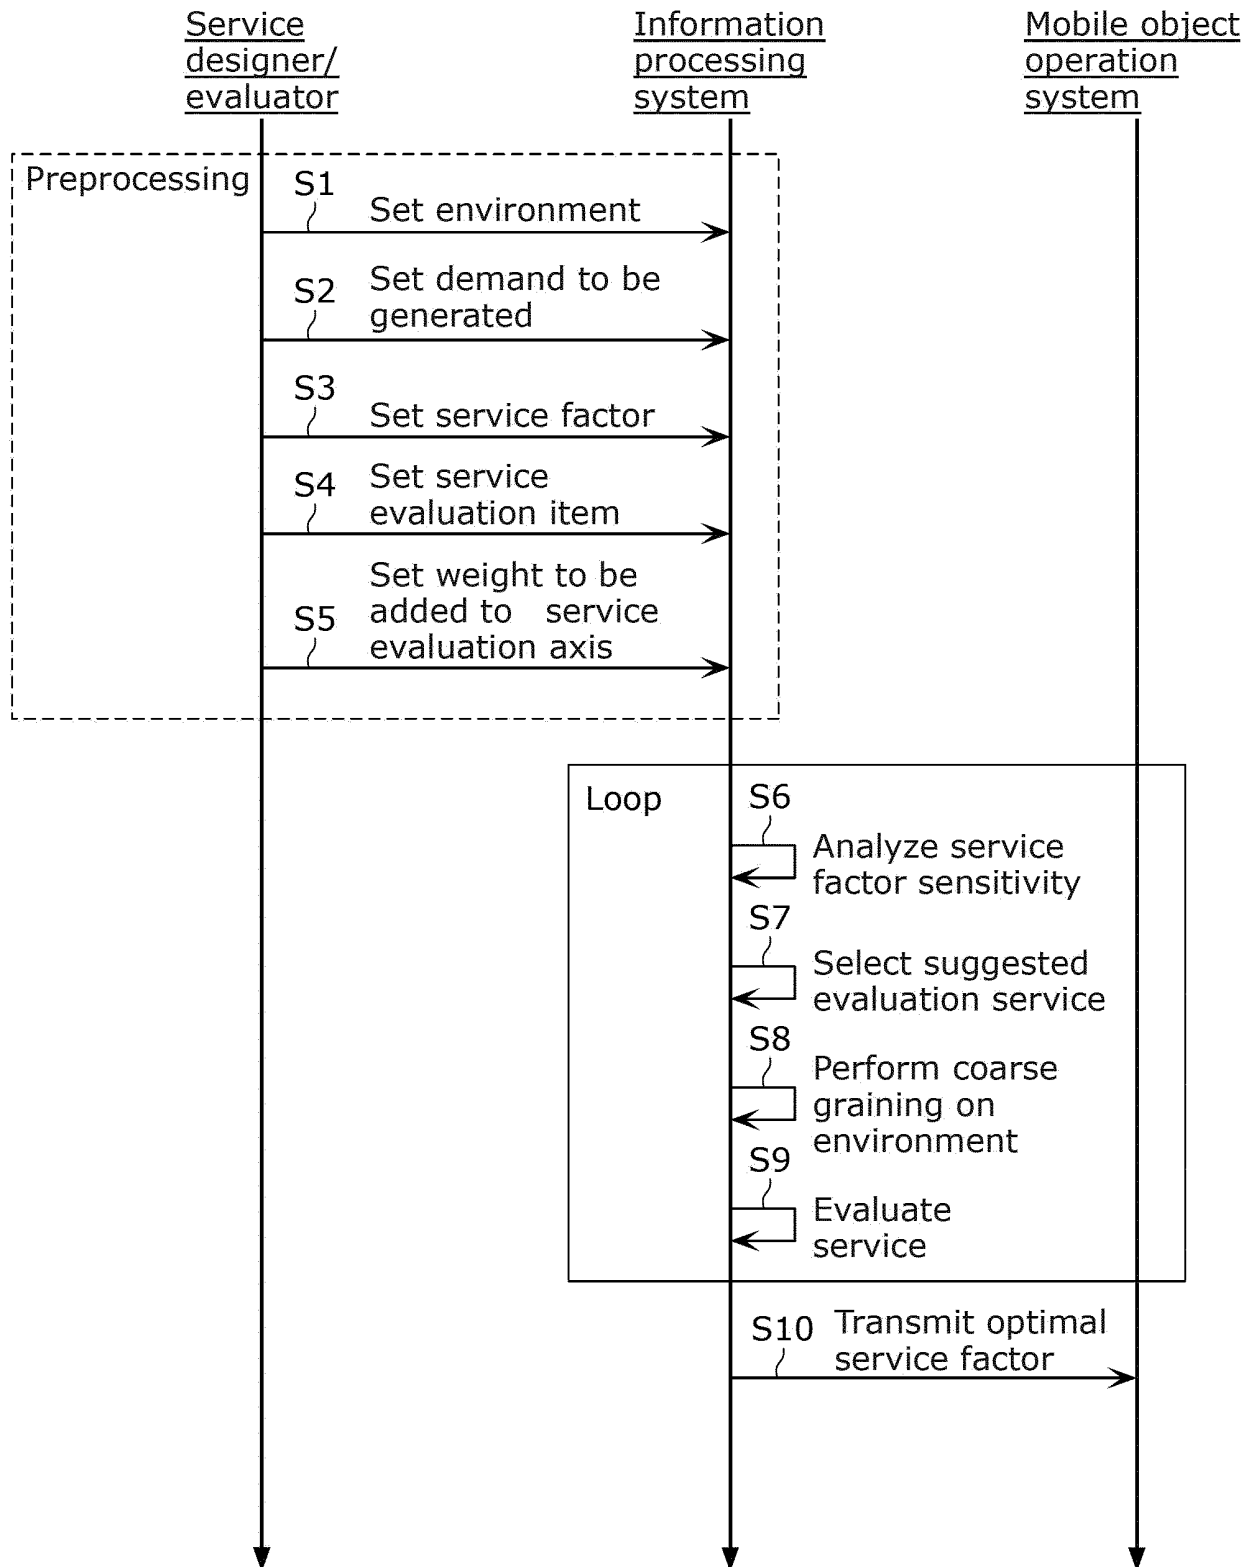 Service
designer/
evaluator
Information
processing
system
Mobile object
operation
system
Preprocessing
S1
Set environment
S2
Set demand to be
generated
S3
Set service factor
S4
Set service
evaluation item
S5
Set weight to be
added to service
evaluation axis
Loop
S6
Analyze service
factor sensitivity
S7
Select suggested
evaluation service
S8
Perform coarse
graining on
environment
S9
Evaluate
service
S10
Transmit optimal
service factor